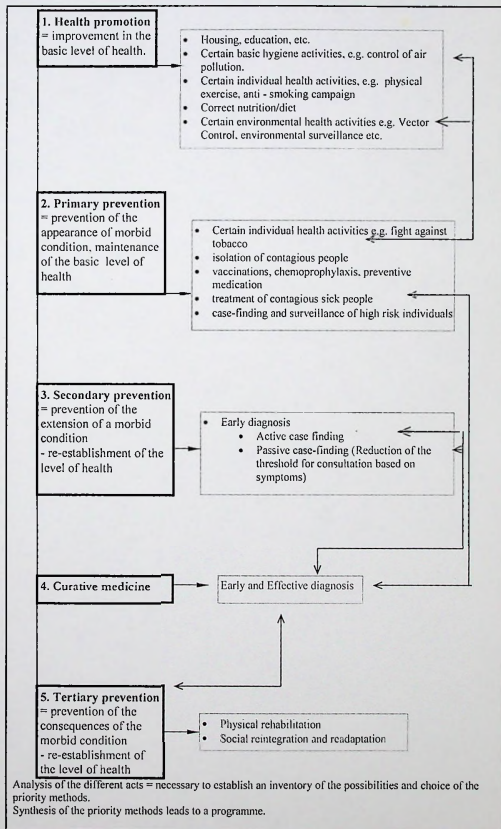 1. Health promotion
= improvement in the
basic level of health.
• Housing, education, etc.
• Certain basic hygiene activities, e.g. control of air
pollution.
• Certain individual health activities, e.g. physical
exercise, anti - smoking campaign
• Correct nutrition/diet
• Certain environmental health activities e.g. Vector
Control, environmental surveillance etc.
2. Primary prevention
= prevention of the
appearance of morbid
condition, maintenance
of the basic level of
health
• Certain individual health activities e.g. fight against
tobacco
• isolation of contagious people
• vaccinations, chemoprophylaxis, preventive
medication
• treatment of contagious sick people
• case-finding and surveillance of high risk individuals
3. Secondary prevention
= prevention of the
extension of a morbid
condition
- re-establishment of the
level of health
• Early diagnosis
• Active case finding
• Passive case-finding (Reduction of the
threshold for consultation based on
symptoms)
4. Curative medicine
Early and Effective diagnosis
5. Tertiary prevention
= prevention of the
consequences of the
morbid condition
- re-establishment of
the level of health
• Physical rehabilitation
• Social reintegration and readaptation
Analysis of the different acts = necessary to establish an inventory of the possibilities and choice of the
priority methods.
Synthesis of the priority methods leads to a programme.